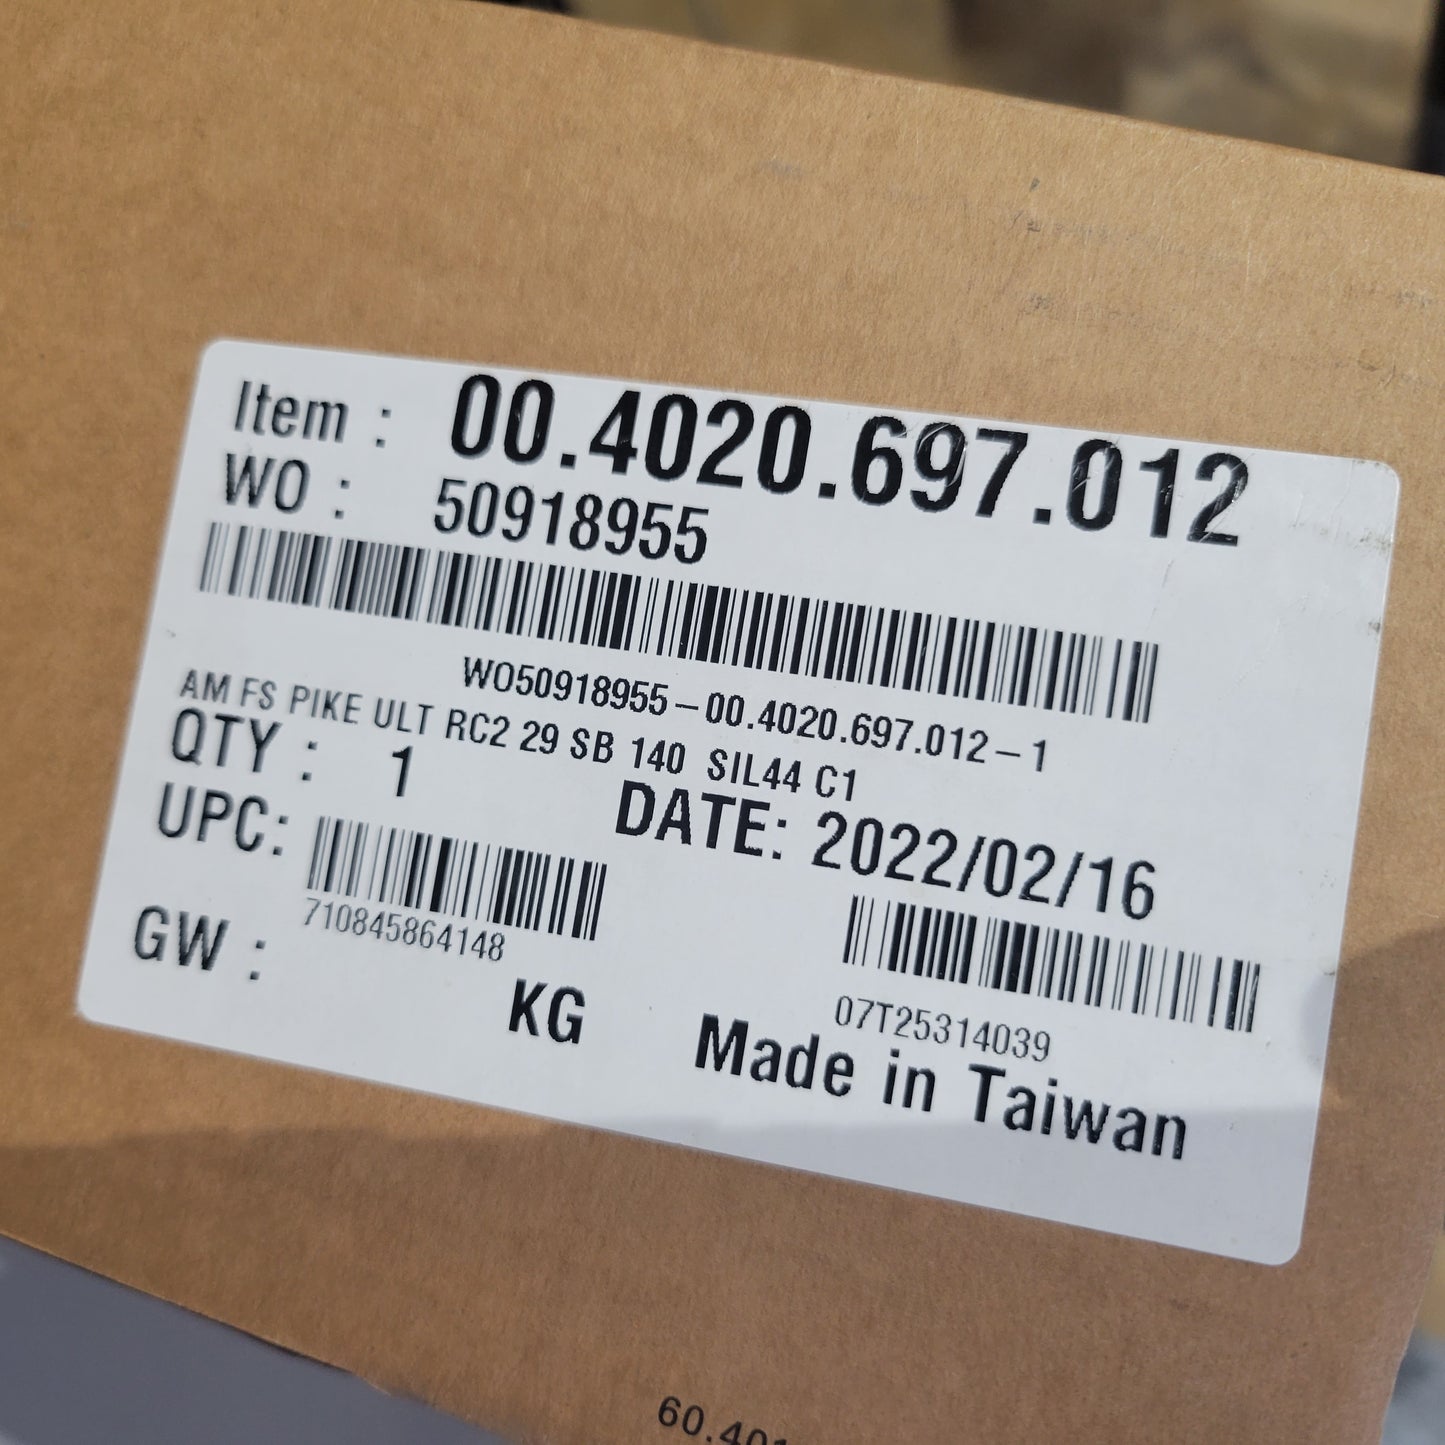 Item : 00.4020.697.012
WO : 50918955
WO50918955-00.4020.697.012-1
AM FS PIKE ULT RC2 29 SB 140 SIL44 C1
QTY : 1
DATE: 2022/02/16
UPC:
710845864148
07T25314039
GW : KG
Made in Taiwan